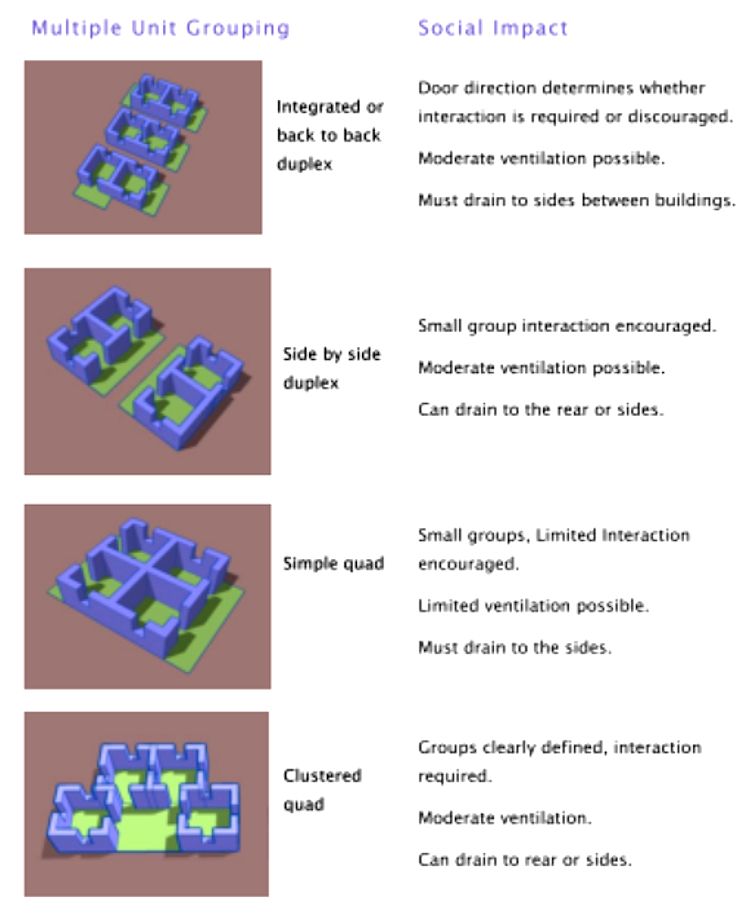 Multiple Unit Grouping
Social Impact
Integrated or
back to back
duplex
Door direction determines whether
interaction is required or discouraged.
Moderate ventilation possible.
Must drain to sides between buildings.
Side by side
duplex
Small group interaction encouraged.
Moderate ventilation possible.
Can drain to the rear or sides.
Simple quad
Small groups, Limited Interaction
encouraged.
Limited ventilation possible.
Must drain to the sides.
Clustered
quad
Groups clearly defined, interaction
required.
Moderate ventilation.
Can drain to rear or sides.